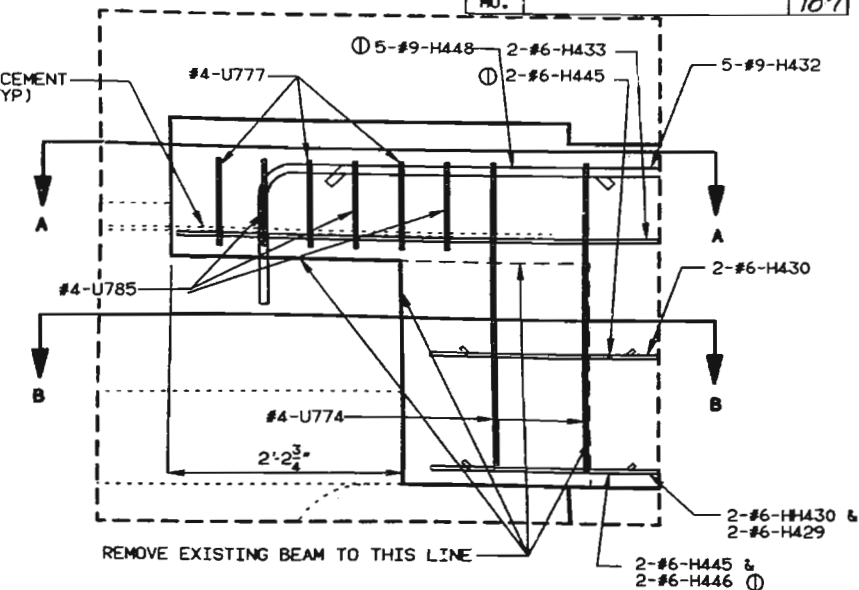 NO.
107
① 5-#9-H448
2-#6-H433
#4-U777
① 2-#6-H445
5-#9-H432
CEMENT
YP)
A
A
#4-U785
2-#6-H430
B
B
#4-U774
2'-2¾"
2-#6-HH430 &
2-#6-H429
REMOVE EXISTING BEAM TO THIS LINE
2-#6-H445 &
2-#6-H446 ①